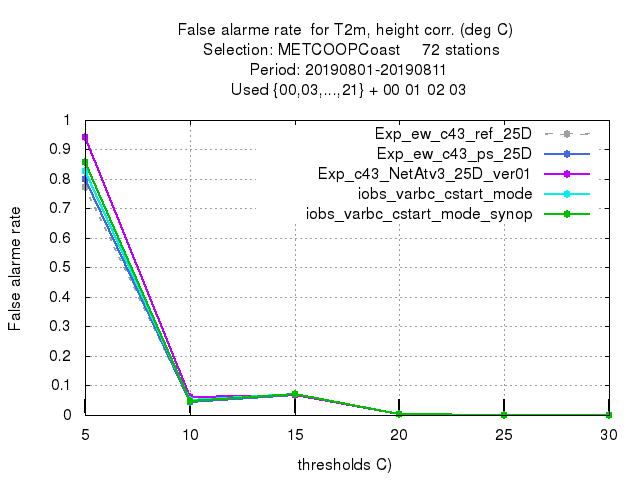 False alarme rate  for T2m, height corr. (deg C)
Selection: METCOOPCoast     72 stations
Period: 20190801-20190811
Used {00,03,...,21} + 00 01 02 03
Exp_ew_c43_ref_25D
Exp_ew_c43_ps_25D
Exp_c43_NetAtv3_25D_ver01
iobs_varbc_cstart_mode
iobs_varbc_cstart_mode_synop
False alarme rate
1
0.9
0.8
0.7
0.6
0.5
0.4
0.3
0.2
0.1
0
5 10 15 20 25 30
thresholds C)